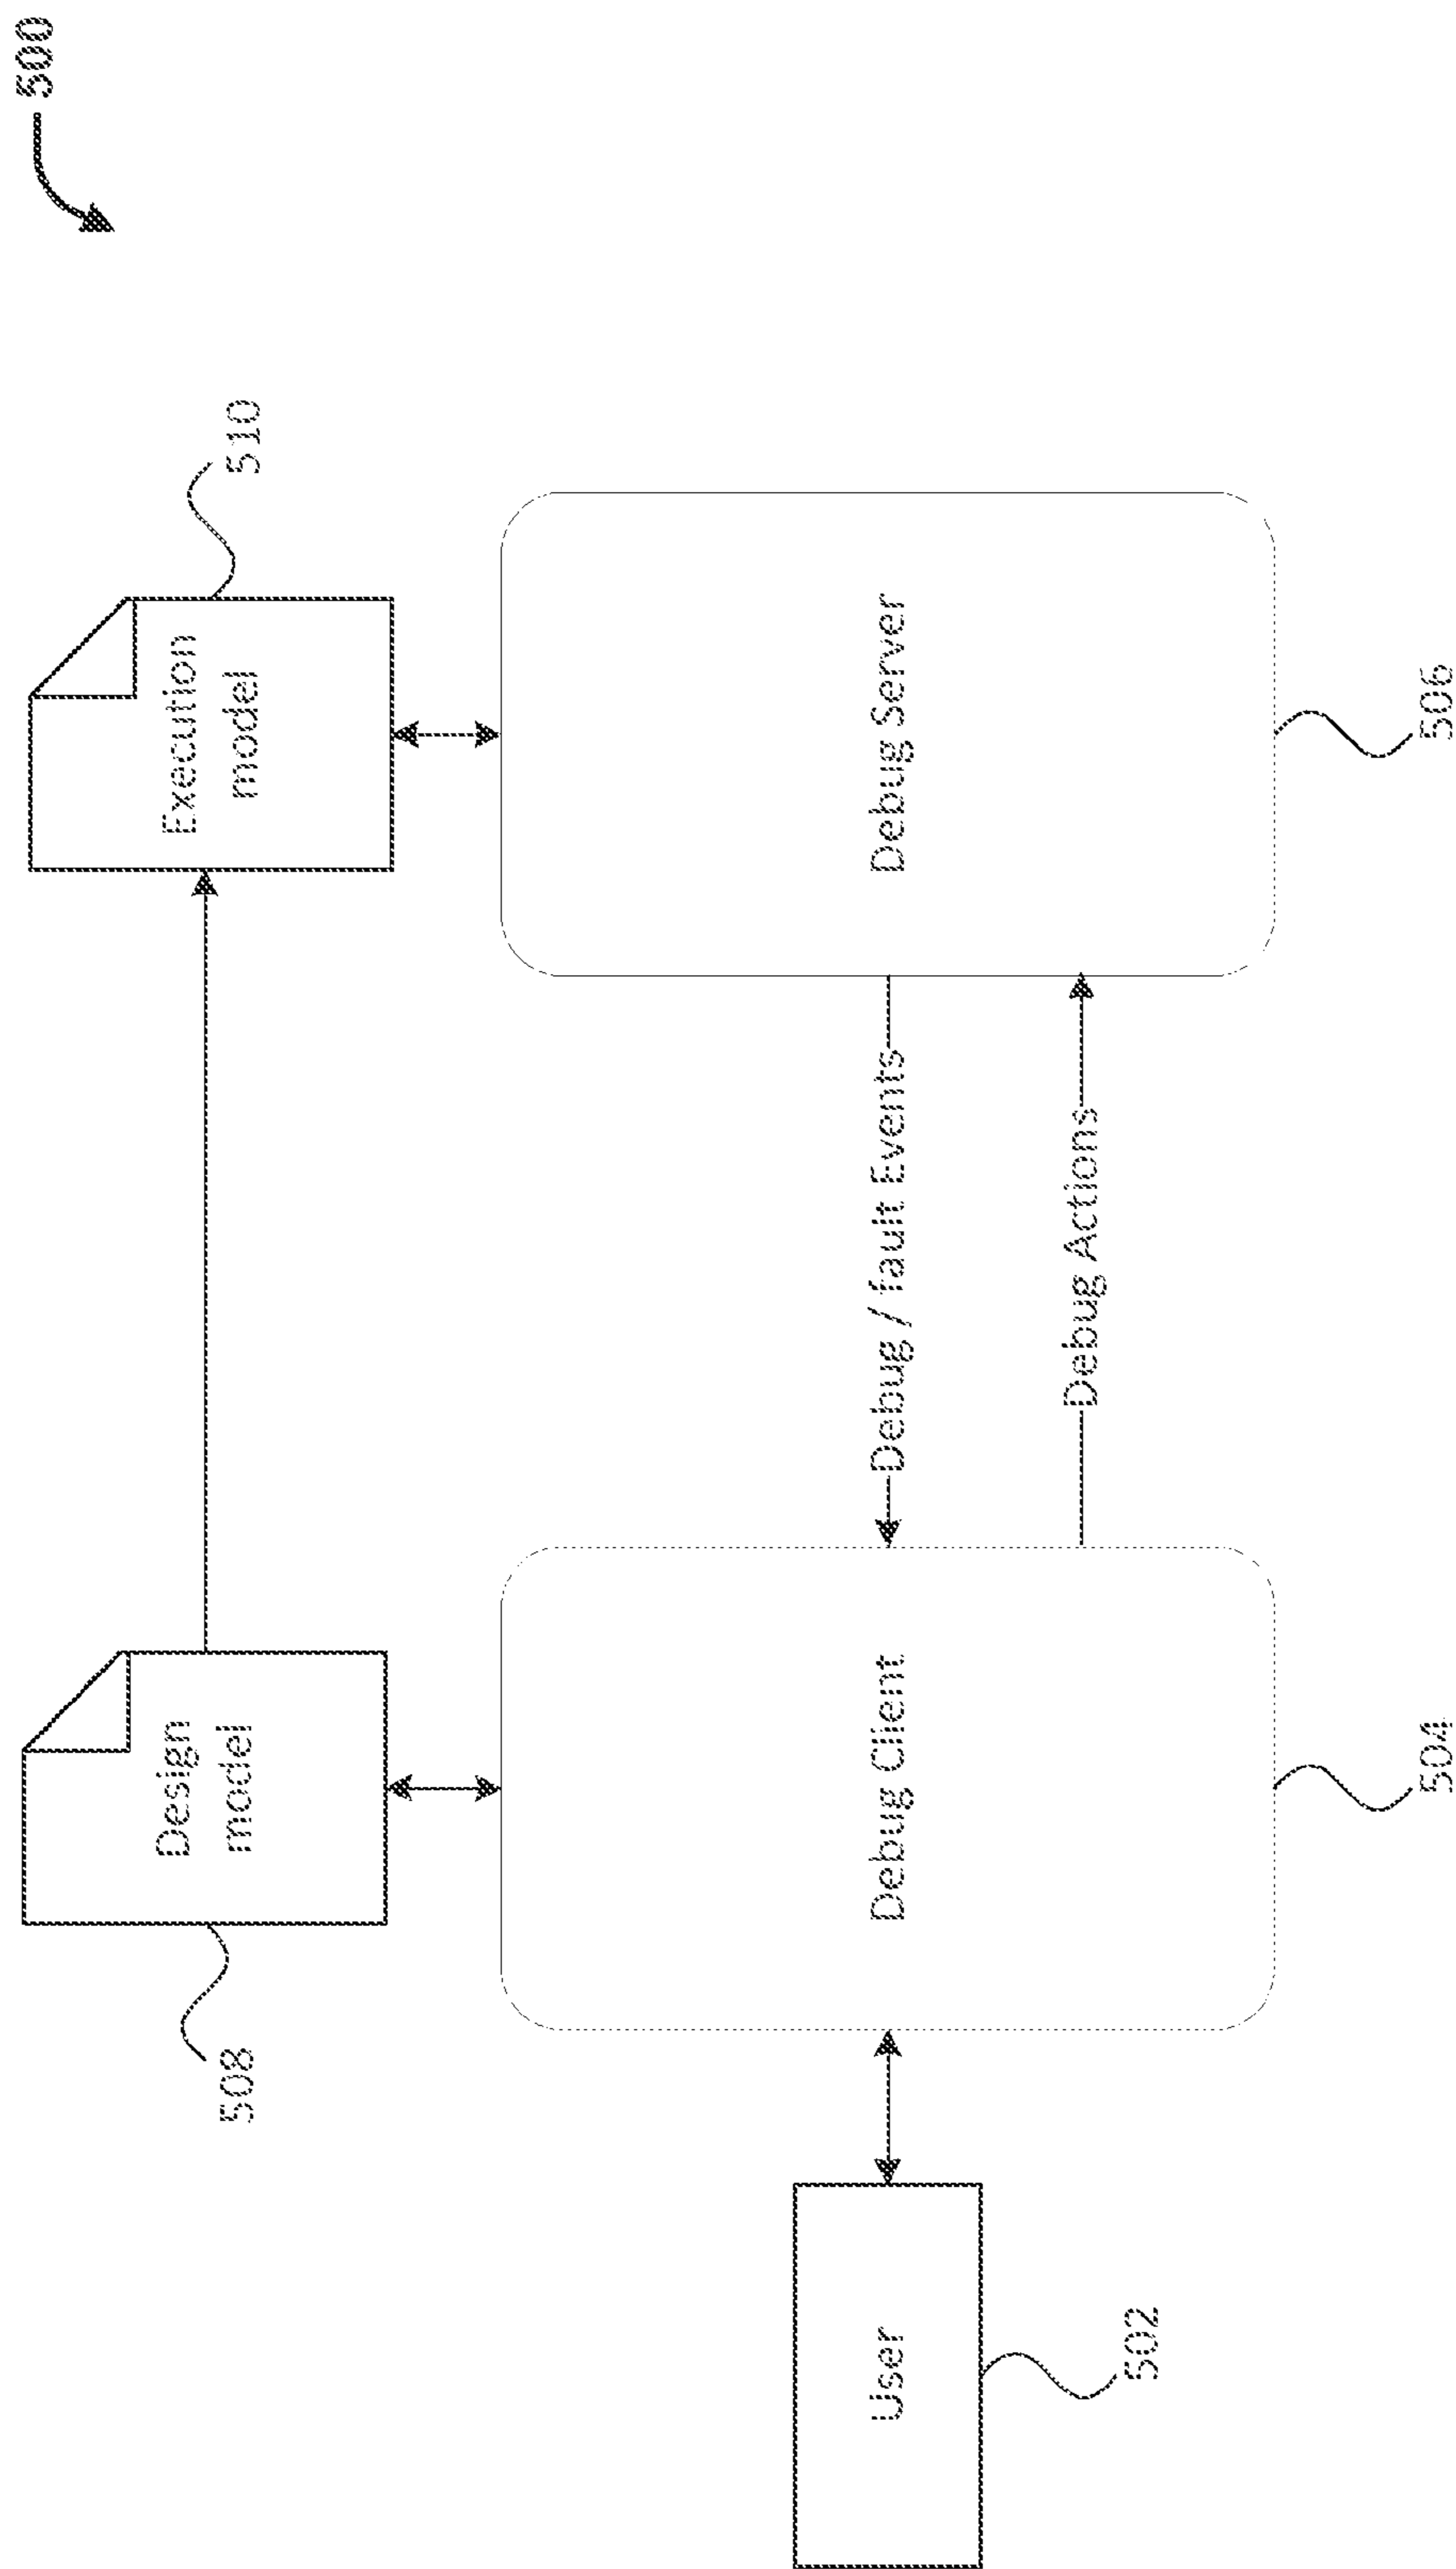 500
Design
model
508
Execution
model
510
User
502
Debug Client
504
Debug / fault Events
Debug Actions
Debug Server
506